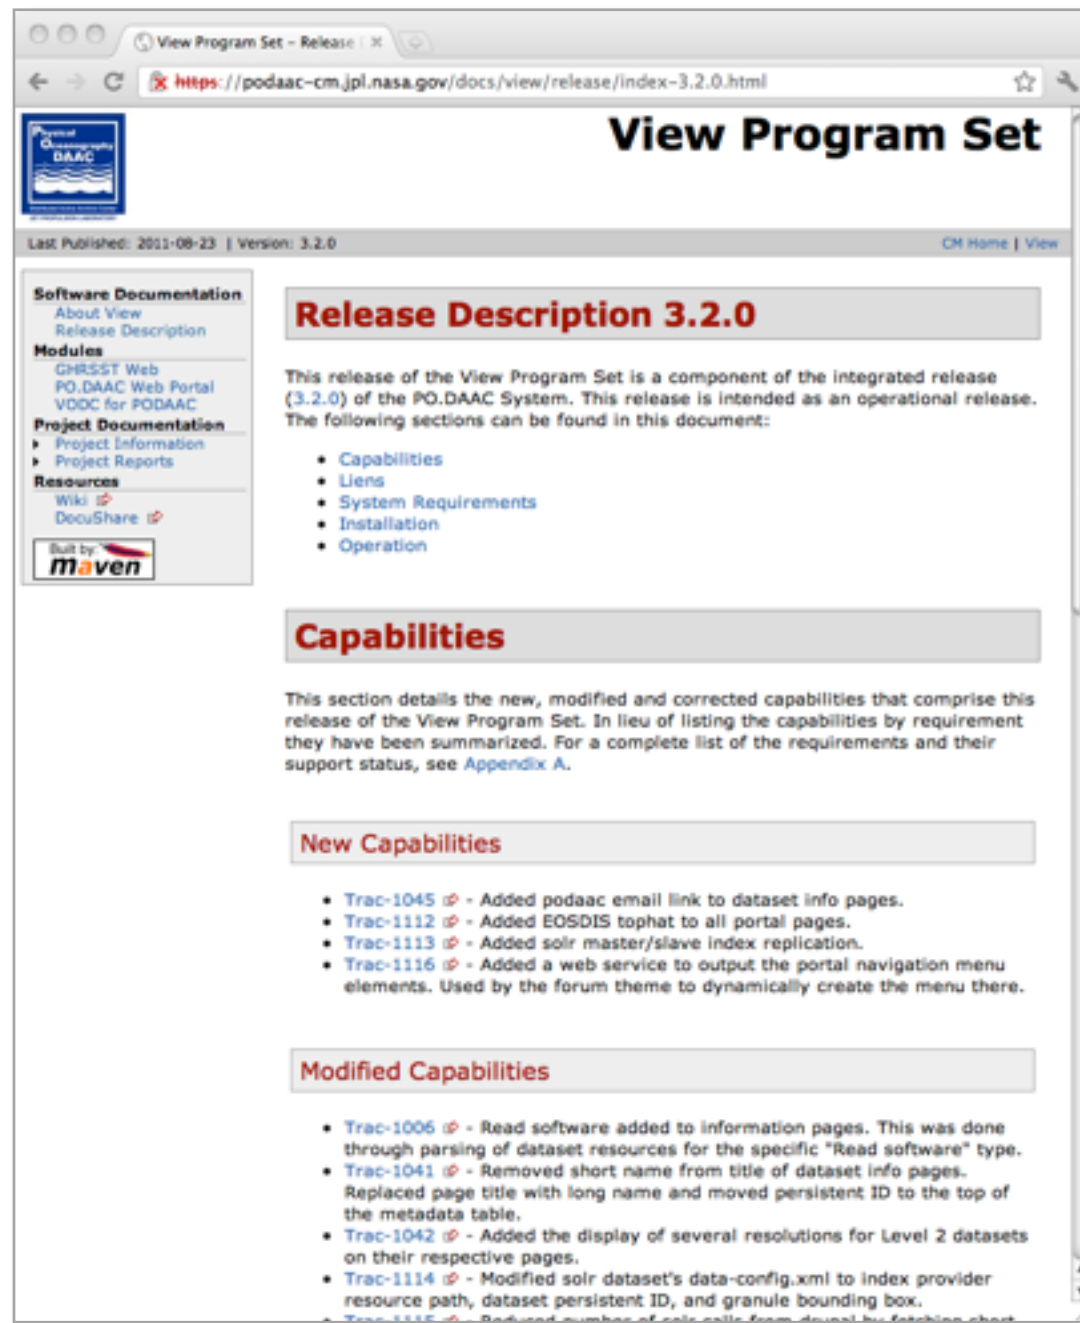 View Program Set – Release
https://podaac-cm.jpl.nasa.gov/docs/view/release/index-3.2.0.html
Physical
Oceanography
DAAC
View Program Set
Last Published: 2011-08-23 | Version: 3.2.0
CM Home | View
Software Documentation
About View
Release Description
Modules
GHRSST Web
PO.DAAC Web Portal
VODC for PODAAC
Project Documentation
Project Information
Project Reports
Resources
Wiki
DocuShare
Built by:
maven
Release Description 3.2.0
This release of the View Program Set is a component of the integrated release
(3.2.0) of the PO.DAAC System. This release is intended as an operational release.
The following sections can be found in this document:
• Capabilities
• Liens
• System Requirements
• Installation
• Operation
Capabilities
This section details the new, modified and corrected capabilities that comprise this
release of the View Program Set. In lieu of listing the capabilities by requirement
they have been summarized. For a complete list of the requirements and their
support status, see Appendix A.
New Capabilities
• Trac-1045 - Added podaac email link to dataset info pages.
• Trac-1112 - Added EOSDIS tophat to all portal pages.
• Trac-1113 - Added solr master/slave index replication.
• Trac-1116 - Added a web service to output the portal navigation menu
elements. Used by the forum theme to dynamically create the menu there.
Modified Capabilities
• Trac-1006 - Read software added to information pages. This was done
through parsing of dataset resources for the specific "Read software" type.
• Trac-1041 - Removed short name from title of dataset info pages.
Replaced page title with long name and moved persistent ID to the top of
the metadata table.
• Trac-1042 - Added the display of several resolutions for Level 2 datasets
on their respective pages.
• Trac-1114 - Modified solr dataset's data-config.xml to index provider
resource path, dataset persistent ID, and granule bounding box.
• Trac-1115 - Reduced number of solr calls from drupal by fetching short